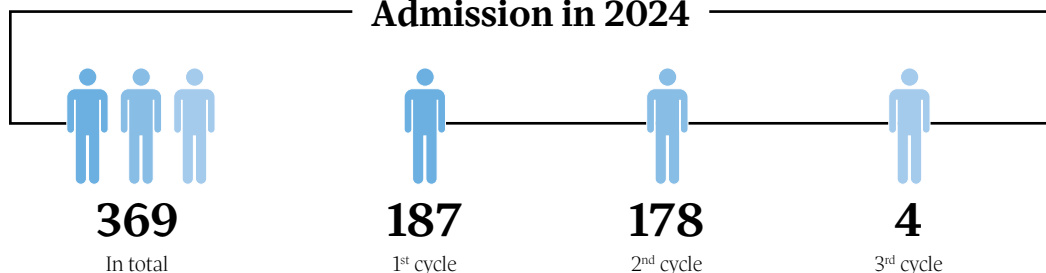 Admission in 2024
369 187 178 4
In total 1st cycle 2nd cycle 3rd cycle